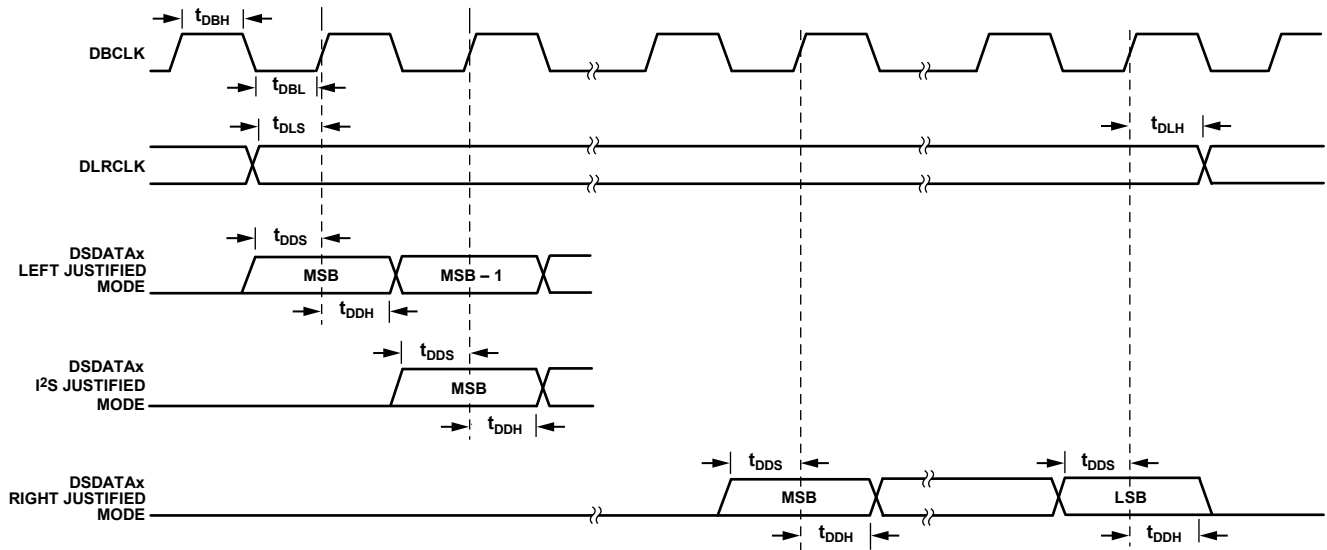 tDBH
DBCLK
tDBL
tDLS
tDLH
DLRCLK
tDDS
DSDATAx
LEFT JUSTIFIED
MODE
MSB
MSB – 1
tDDH
tDDS
DSDATAx
I²S JUSTIFIED
MODE
MSB
tDDH
tDDS
tDDS
DSDATAx
RIGHT JUSTIFIED
MODE
MSB
LSB
tDDH
tDDH